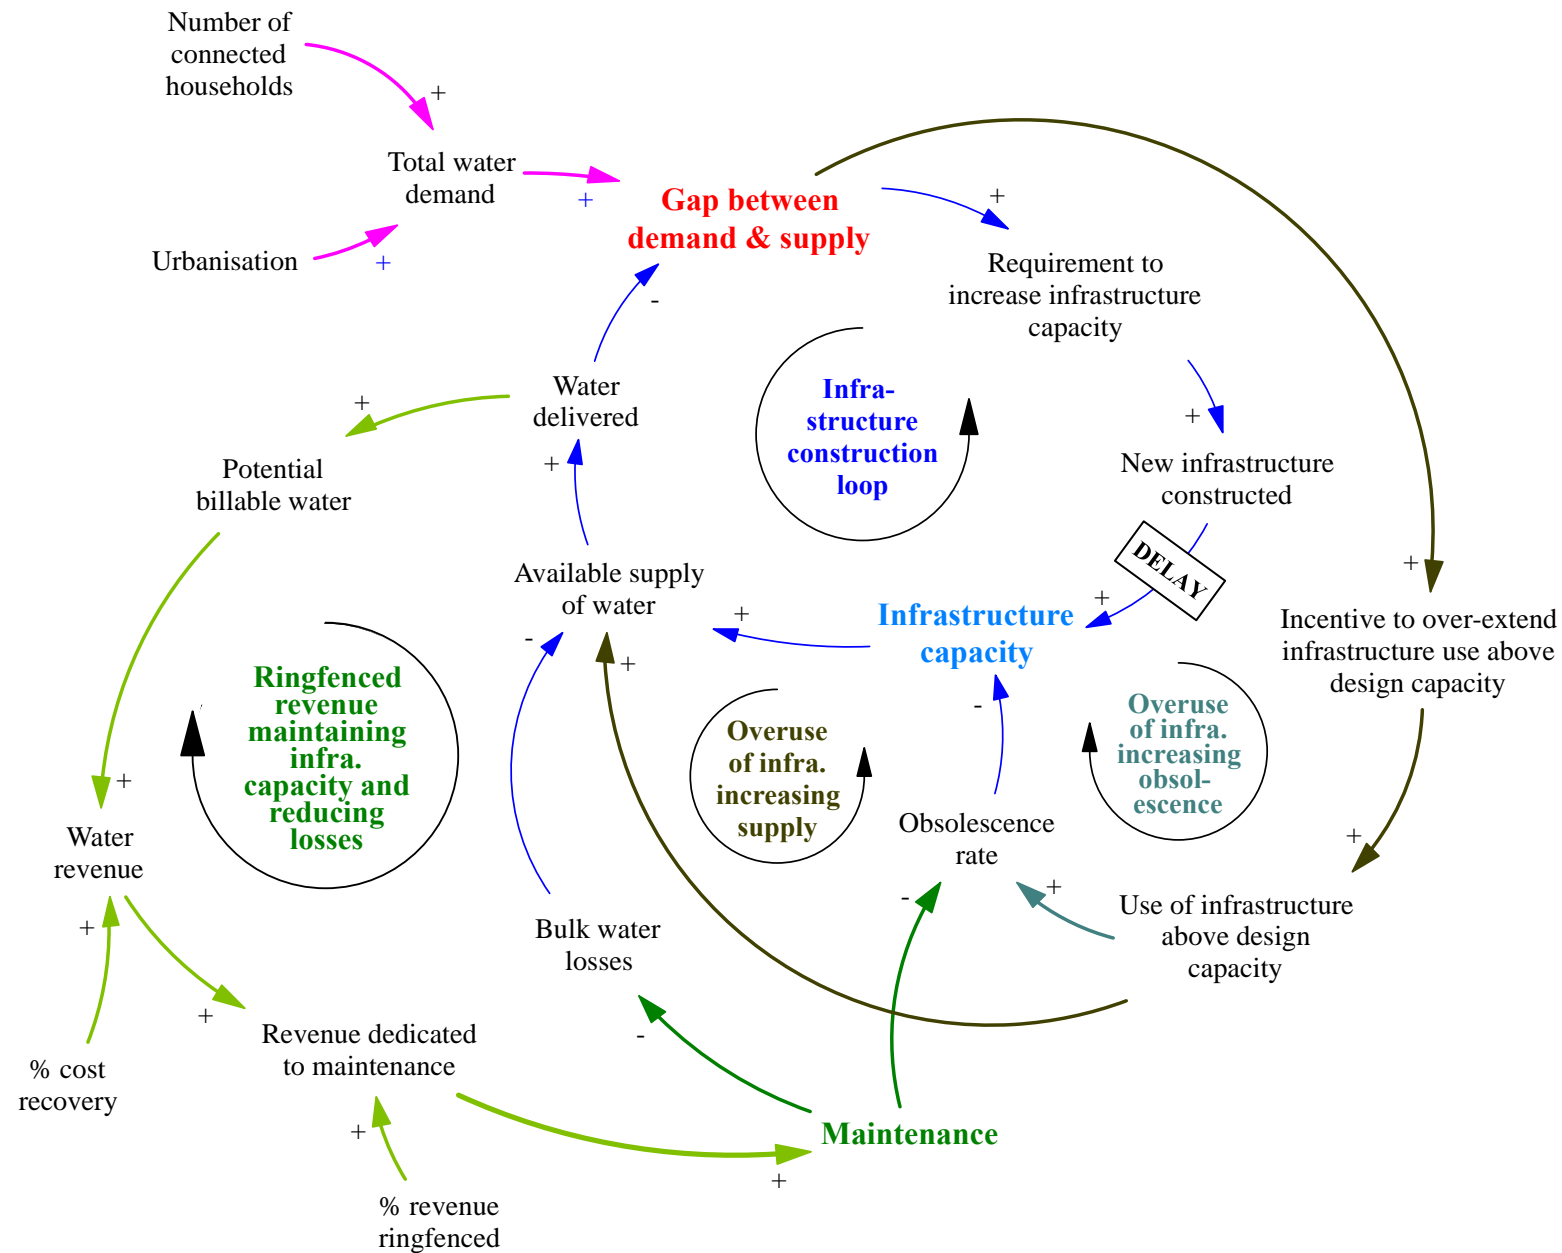 Number of
connected
households
+
Total water
demand
+
Urbanisation
+
Gap between
demand & supply
+
Requirement to
increase infrastructure
capacity
-
Water
delivered
+
+
Infra-
structure
construction
loop
+
New infrastructure
constructed
Potential
billable water
DELAY
+
+
Available supply
of water
+
Infrastructure
capacity
Incentive to over-extend
infrastructure use above
design capacity
-
+
-
Ringfenced
revenue
maintaining
infra.
capacity and
reducing
losses
Overuse
of infra.
increasing
supply
Overuse
of infra.
increasing
obsol-
escence
+
Water
revenue
Obsolescence
rate
+
+
-
+
Use of infrastructure
above design
capacity
Bulk water
losses
+
-
Revenue dedicated
to maintenance
% cost
recovery
+
Maintenance
+
% revenue
ringfenced